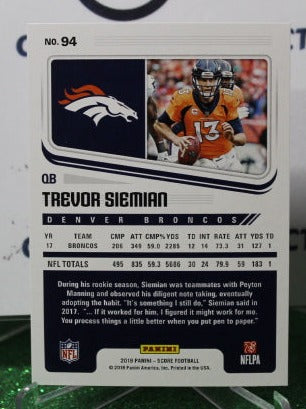 NO. 94
13
QB
TREVOR SIEMIAN
DENVER BRONCOS
YR TEAM CMP ATT CMP% YDS TD INT RATE ATT YD TD
17 BRONCOS 206 349 59.0 2285 12 14 73.3 31 127 1
NFL TOTALS 495 835 59.3 5686 30 24 79.9 59 183 1
During his rookie season, Siemian was teammates with Peyton
Manning and observed his diligent note taking, eventually
adopting the habit. "It's something I still do," Siemian said in
2017. "... If it worked for him, I figured it might work for me.
You process things a little better when you put pen to paper."
NFL
PANINI
NFLPA
2018 PANINI - SCORE FOOTBALL
© 2018 Panini America, Inc. Printed in the USA.